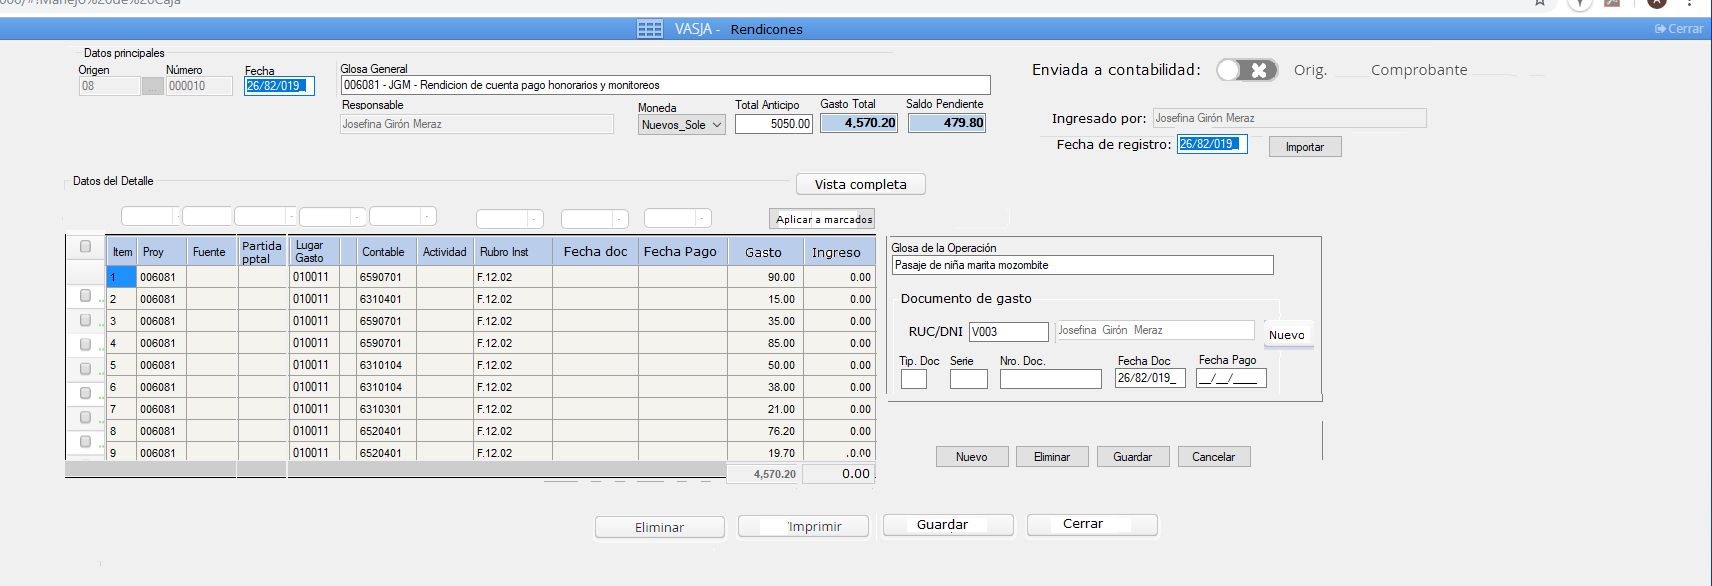 VASJA - Rendicones
Cerrar
Datos principales
Origen Número Fecha
08 ... 000010 26/82/019_
Glosa General
006081 - JGM - Rendicion de cuenta pago honorarios y monitoreos
Responsable
Josefina Girón Meraz
Moneda Total Anticipo Gasto Total Saldo Pendiente
Nuevos_Sole 5050.00 4,570.20 479.80
Enviada a contabilidad: Orig. Comprobante
Ingresado por: Josefina Girón Meraz
Fecha de registro: 26/82/019_ Importar
Datos del Detalle
Vista completa
Aplicar a marcados
Item Proy Fuente Partida pptal Lugar Gasto Contable Actividad Rubro Inst Fecha doc Fecha Pago Gasto Ingreso
1 006081 010011 6590701 F.12.02 90.00 0.00
2 006081 010011 6310401 F.12.02 15.00 0.00
3 006081 010011 6590701 F.12.02 35.00 0.00
4 006081 010011 6590701 F.12.02 85.00 0.00
5 006081 010011 6310104 F.12.02 50.00 0.00
6 006081 010011 6310104 F.12.02 38.00 0.00
7 006081 010011 6310301 F.12.02 21.00 0.00
8 006081 010011 6520401 F.12.02 76.20 0.00
9 006081 010011 6520401 F.12.02 19.70 .0.00
4,570.20 0.00
Glosa de la Operación
Pasaje de niña marita mozombite
Documento de gasto
RUC/DNI V003 Josefina Girón Meraz Nuevo
Tip. Doc Serie Nro. Doc. Fecha Doc Fecha Pago
26/82/019_ __/__/____
Nuevo Eliminar Guardar Cancelar
Eliminar 'Imprimir Guardar Cerrar